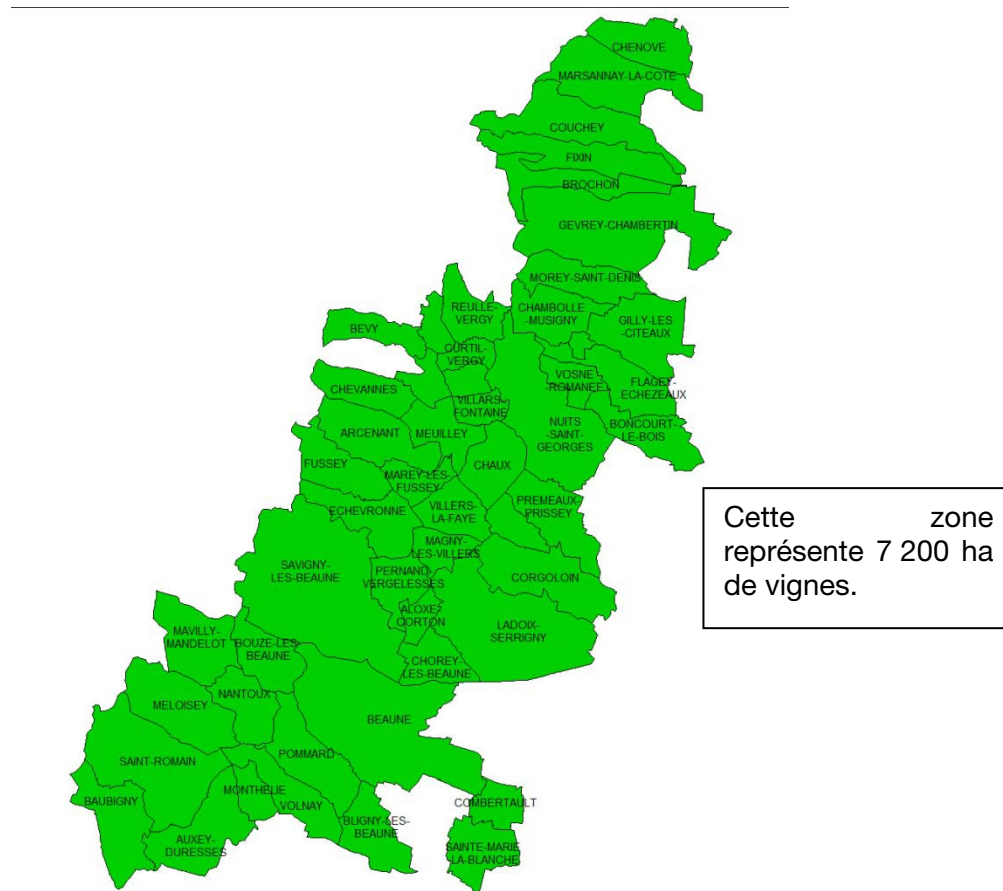 CHENOVE
MARSANNAY-LA-COTE
COUCHEY
FIXIN
BROCHON
GEVREY-CHAMBERTIN
MOREY-SAINT-DENIS
REULLE-
VERGY
CHAMBOLLE
-MUSIGNY
GILLY-LES
-CITEAUX
BEVY
CURTIL-
VERGY
VOSNE
-ROMANEE
FLAGEY-
ECHEZEAUX
CHEVANNES
VILLARS-
FONTAINE
NUITS
-SAINT-
GEORGES
BONCOURT-
LE-BOIS
ARCENANT
MEUILLEY
FUSSEY
CHAUX
MAREY-LES-
FUSSEY
ECHEVRONNE
VILLERS-
LA-FAYE
PREMEAUX-
PRISSEY
Cette zone
représente 7 200 ha
de vignes.
MAGNY-
LES-VILLERS
SAVIGNY-
LES-BEAUNE
PERNAND-
VERGELESSES
CORGOLOIN
ALOXE-
CORTON
LADOIX-
SERRIGNY
MAVILLY-
MANDELOT
BOUZE-LES-
BEAUNE
CHOREY-
LES-BEAUNE
NANTOUX
MELOISEY
BEAUNE
SAINT-ROMAIN
POMMARD
BAUBIGNY
MONTHELIE
VOLNAY
COMBERTAULT
BLIGNY-LES-
BEAUNE
AUXEY-
DURESSES
SAINTE-MARIE
-LA-BLANCHE